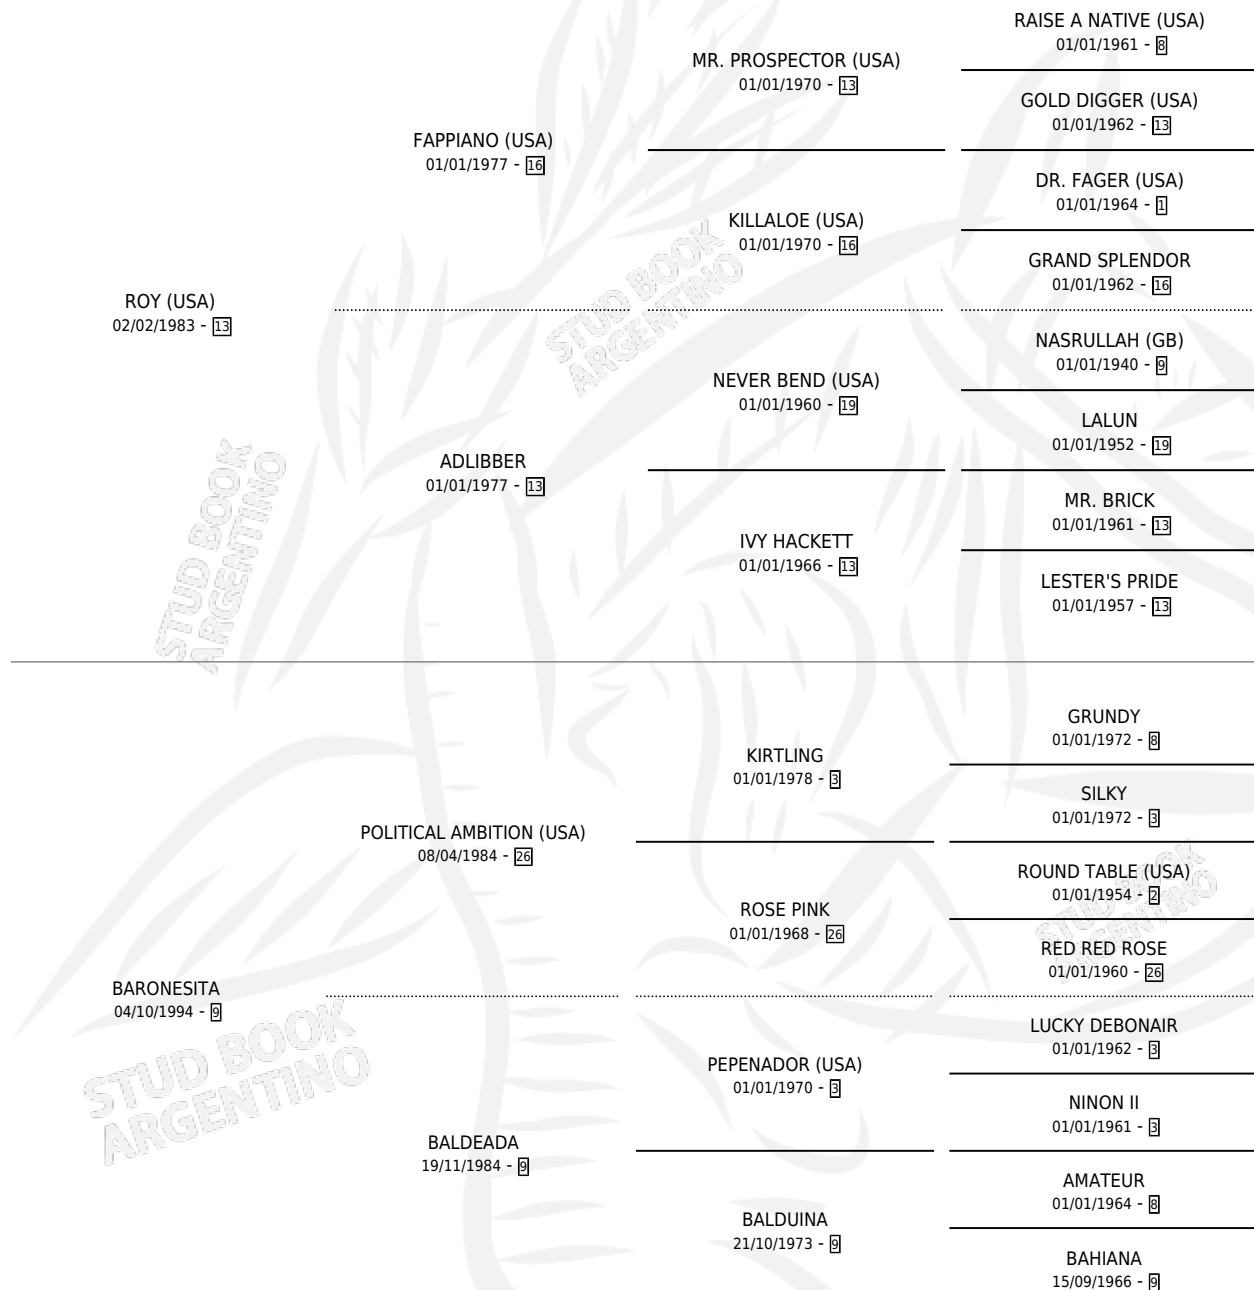 RAISE A NATIVE (USA)
01/01/1961 - 8
MR. PROSPECTOR (USA)
01/01/1970 - 13
GOLD DIGGER (USA)
01/01/1962 - 13
FAPPIANO (USA)
01/01/1977 - 16
DR. FAGER (USA)
01/01/1964 - 1
KILLALOE (USA)
01/01/1970 - 16
GRAND SPLENDOR
01/01/1962 - 16
ROY (USA)
02/02/1983 - 13
NASRULLAH (GB)
01/01/1940 - 9
NEVER BEND (USA)
01/01/1960 - 19
LALUN
01/01/1952 - 19
ADLIBBER
01/01/1977 - 13
MR. BRICK
01/01/1961 - 13
IVY HACKETT
01/01/1966 - 13
LESTER'S PRIDE
01/01/1957 - 13
GRUNDY
01/01/1972 - 8
KIRTLING
01/01/1978 - 3
SILKY
01/01/1972 - 3
POLITICAL AMBITION (USA)
08/04/1984 - 26
ROUND TABLE (USA)
01/01/1954 - 2
ROSE PINK
01/01/1968 - 26
RED RED ROSE
01/01/1960 - 26
BARONESITA
04/10/1994 - 9
LUCKY DEBONAIR
01/01/1962 - 3
PEPENADOR (USA)
01/01/1970 - 3
NINON II
01/01/1961 - 3
BALDEADA
19/11/1984 - 9
AMATEUR
01/01/1964 - 8
BALDUINA
21/10/1973 - 9
BAHIANA
15/09/1966 - 9
STUD BOOK
ARGENTINO
STUD BOOK
ARGENTINO
STUD BOOK
ARGENTINO
STUD BOOK
ARGENTINO